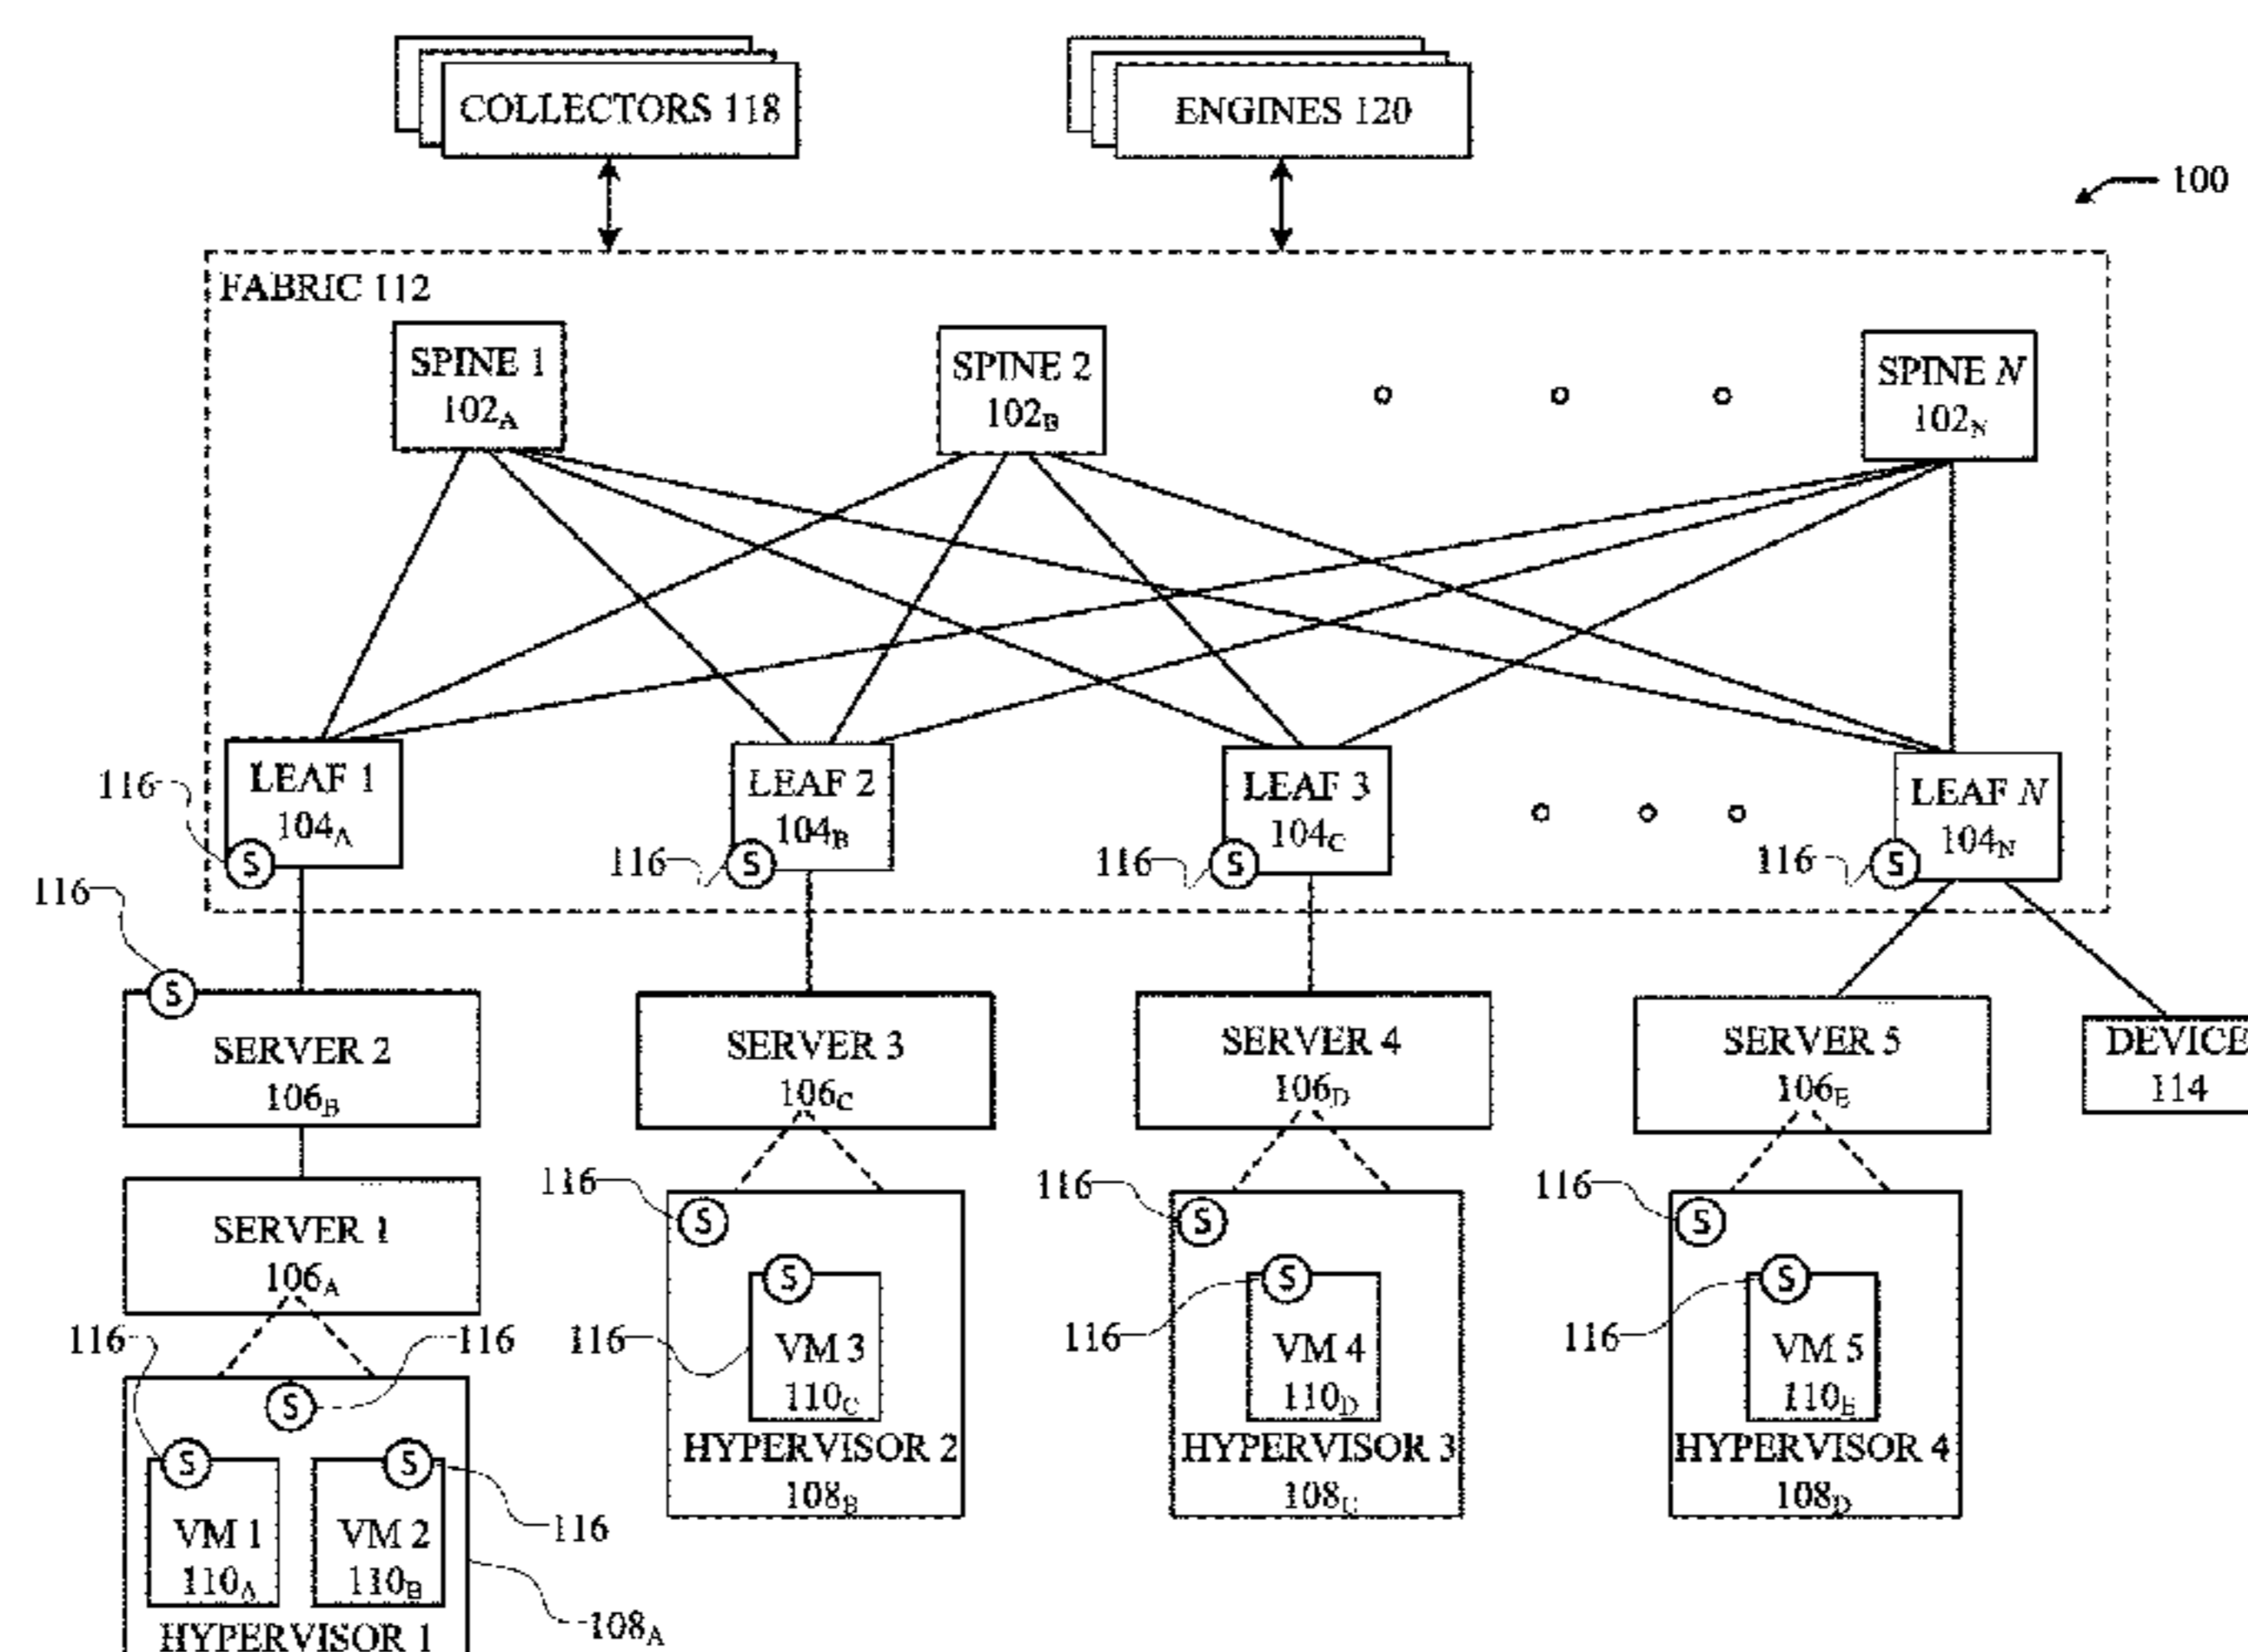 COLLECTORS 118
ENGINES 120
100
FABRIC 112
SPINE 1
102A
SPINE 2
102B
SPINE N
102N
LEAF 1
104A
LEAF 2
104B
LEAF 3
104C
LEAF N
104N
116
S
116
S
116
S
116
S
116
S
SERVER 2
106B
SERVER 3
106C
SERVER 4
106D
SERVER 5
106E
DEVICE
114
SERVER 1
106A
116
S
116
S
116
S
116
S
116
S
116
S
116
116
S
VM 3
110C
HYPERVISOR 2
108B
VM 4
110D
HYPERVISOR 3
108C
VM 5
110E
HYPERVISOR 4
108D
S
S
116
VM 1
110A
VM 2
110B
HYPERVISOR 1
108A